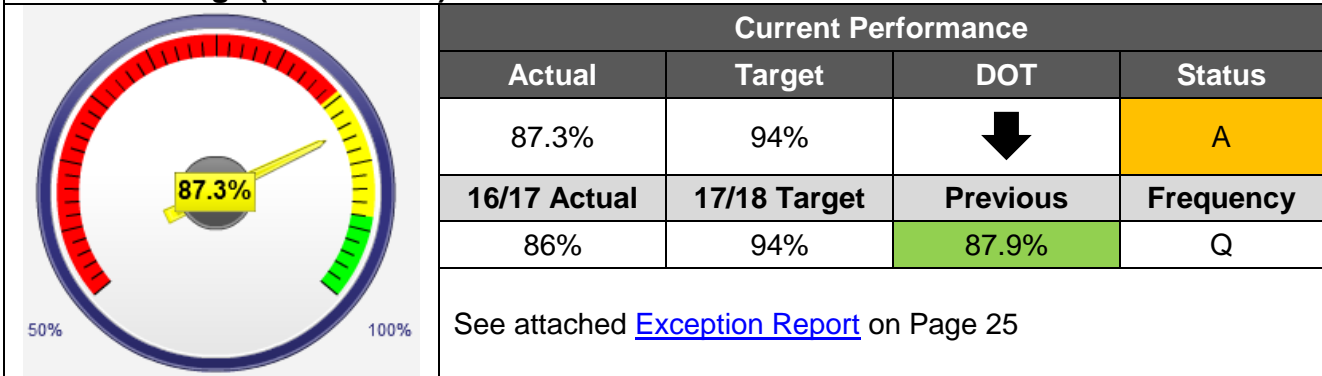 Current Performance
Actual Target DOT Status
87.3% 94% A
16/17 Actual 17/18 Target Previous Frequency
86% 94% 87.9% Q
See attached Exception Report on Page 25
87.3%
50% 100%